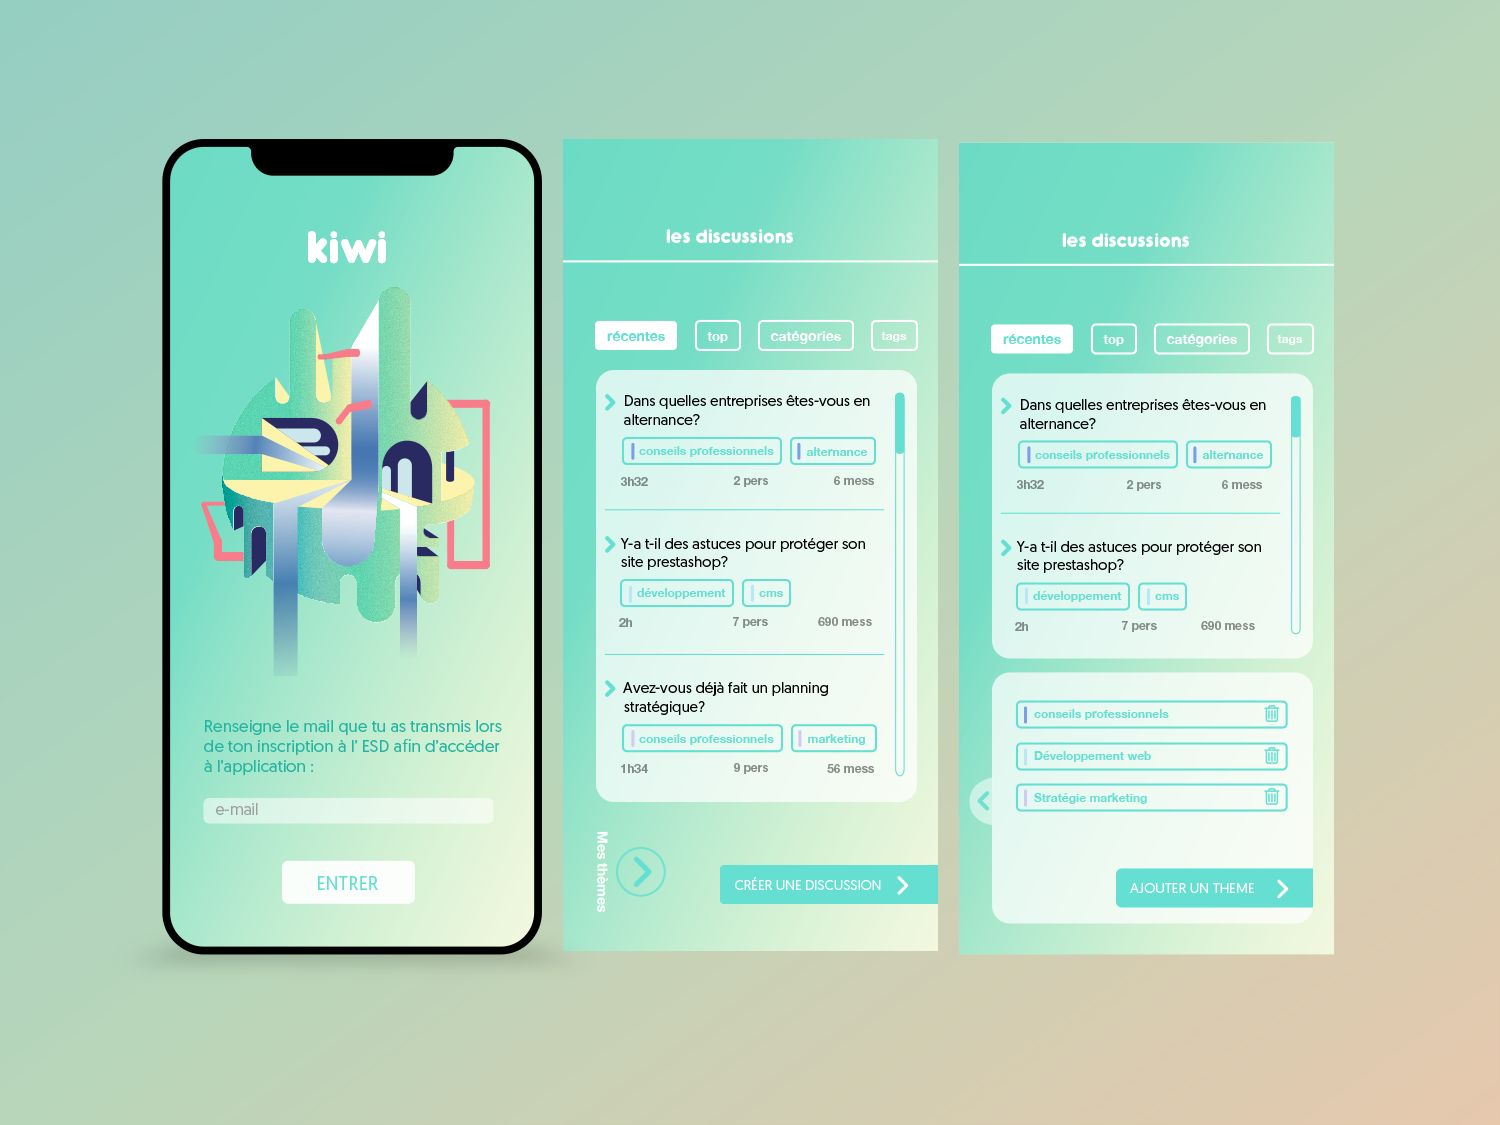 kiwi
Renseigne le mail que tu as transmis lors
de ton inscription à l' ESD afin d'accéder
à l'application :
e-mail
ENTRER
les discussions
récentes top catégories tags
Dans quelles entreprises êtes-vous en
alternance?
conseils professionnels alternance
3h32 2 pers 6 mess
Y-a t-il des astuces pour protéger son
site prestashop?
développement cms
2h 7 pers 690 mess
Avez-vous déjà fait un planning
stratégique?
conseils professionnels marketing
1h34 9 pers 56 mess
Mes thèmes
CRÉER UNE DISCUSSION
les discussions
récentes top catégories tags
Dans quelles entreprises êtes-vous en
alternance?
conseils professionnels alternance
3h32 2 pers 6 mess
Y-a t-il des astuces pour protéger son
site prestashop?
développement cms
2h 7 pers 690 mess
conseils professionnels
Développement web
Stratégie marketing
AJOUTER UN THEME